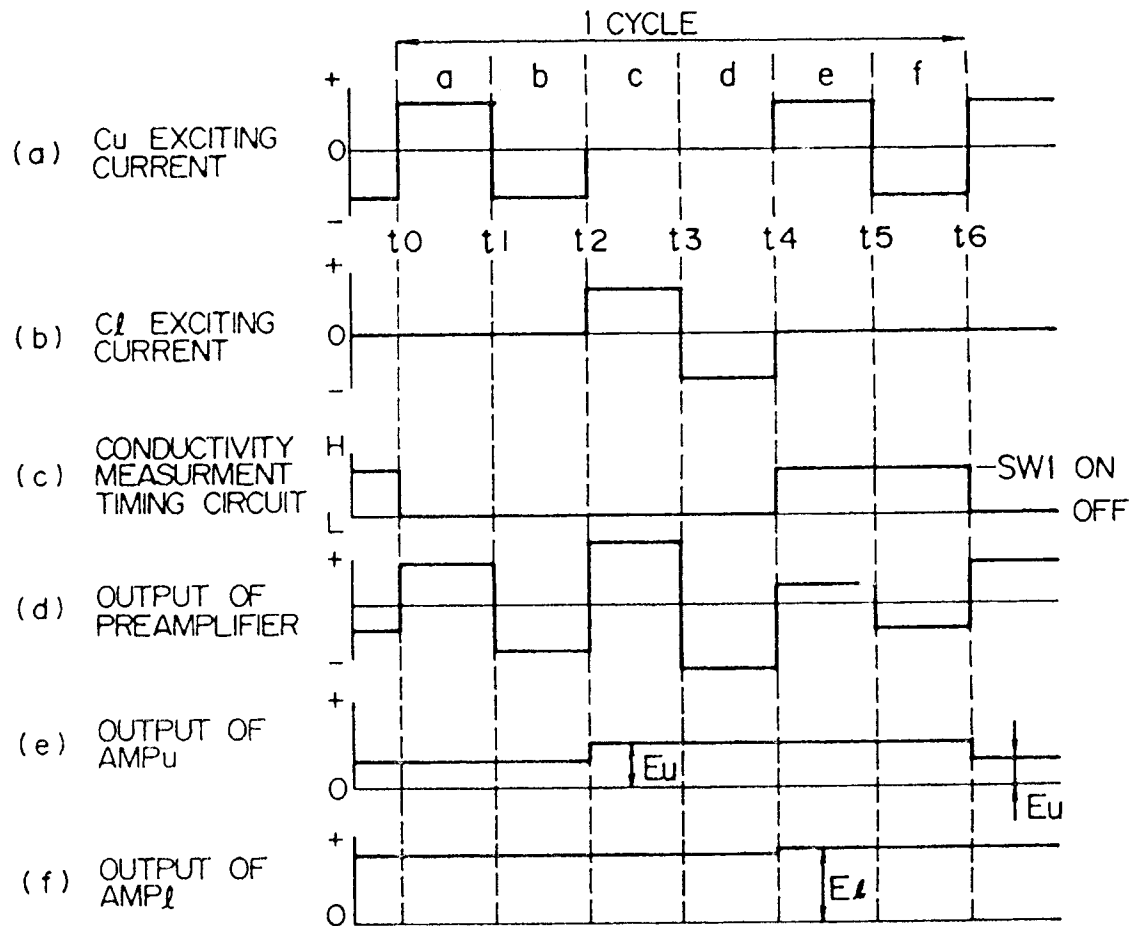 1 CYCLE
a b c d e f
+
(a) Cu EXCITING
CURRENT
0
-
t0 t1 t2 t3 t4 t5 t6
+
(b) Cℓ EXCITING
CURRENT
0
-
(c) CONDUCTIVITY
MEASURMENT
TIMING CIRCUIT
H
L
SW1 ON
OFF
+
(d) OUTPUT OF
PREAMPLIFIER
-
+
(e) OUTPUT OF
AMPu
0
Eu
Eu
+
(f) OUTPUT OF
AMPℓ
0
Eℓ